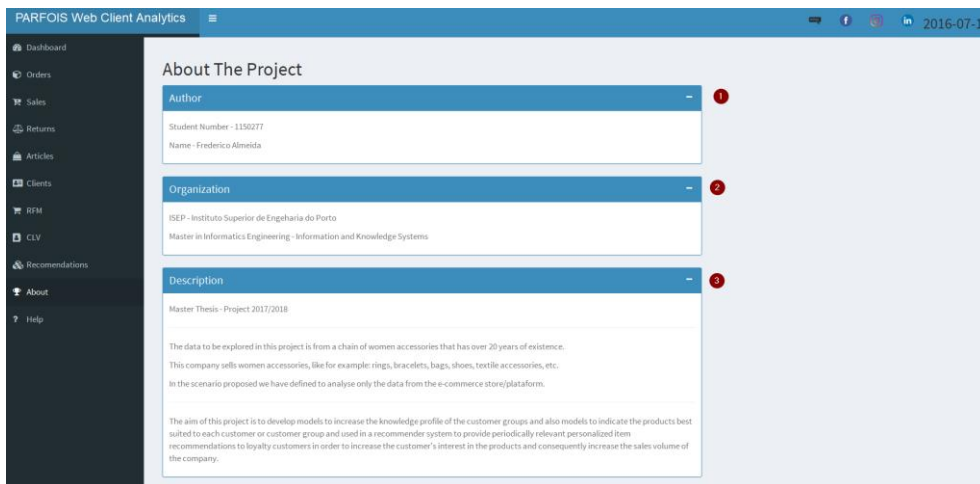 PARFOIS Web Client Analytics
2016-07-1
Dashboard
Orders
Sales
Returns
Articles
Clients
RFM
CLV
Recomendations
About
? Help
About The Project
Author
1
Student Number - 1150277
Name - Frederico Almeida
Organization
2
ISEP - Instituto Superior de Engeharia do Porto
Master in Informatics Engineering - Information and Knowledge Systems
Description
3
Master Thesis - Project 2017/2018
The data to be explored in this project is from a chain of women accessories that has over 20 years of existence.
This company sells women accessories, like for example: rings, bracelets, bags, shoes, textile accessories, etc.
In the scenario proposed we have defined to analyse only the data from the e-commerce store/plataform.
The aim of this project is to develop models to increase the knowledge profile of the customer groups and also models to indicate the products best
suited to each customer or customer group and used in a recommender system to provide periodically relevant personalized item
recommendations to loyalty customers in order to increase the customer's interest in the products and consequently increase the sales volume of
the company.